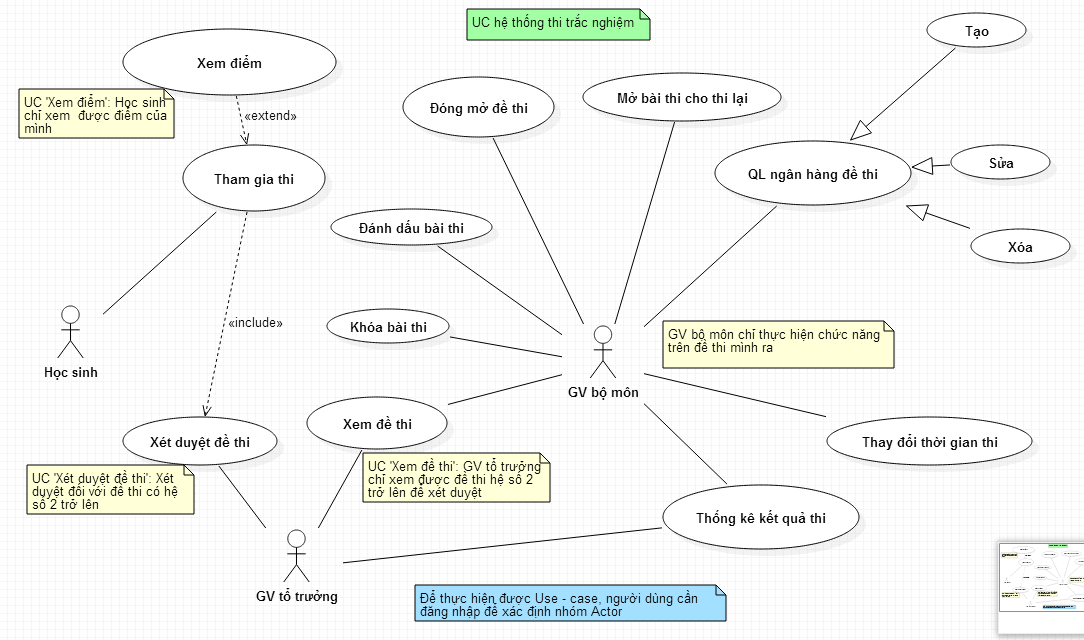 UC hệ thống thi trắc nghiệm
Tạo
Xem điểm
Mở bài thi cho thi lại
Đóng mở đề thi
UC 'Xem điểm': Học sinh
chỉ xem được điểm của
mình
«extend»
Sửa
QL ngân hàng đề thi
Tham gia thi
Đánh dấu bài thi
Xóa
«include»
Khóa bài thi
GV bộ môn chỉ thực hiện chức năng
trên đề thi mình ra
Học sinh
GV bộ môn
Xem đề thi
Xét duyệt đề thi
Thay đổi thời gian thi
UC 'Xem đề thi': GV tổ trưởng
chỉ xem được đề thi hệ số 2
trở lên để xét duyệt
UC 'Xét duyệt đề thi': Xét
duyệt đối với đề thi có hệ
số 2 trở lên
Thống kê kết quả thi
GV tổ trưởng
Để thực hiện được Use - case, người dùng cần
đăng nhập để xác định nhóm Actor